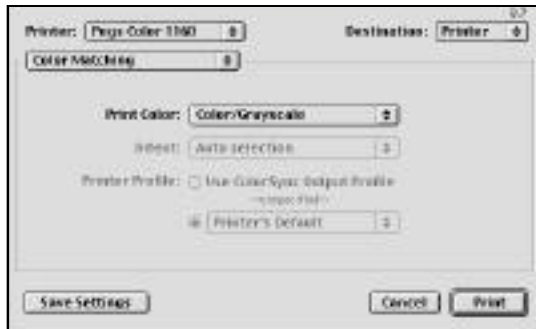 Printer: Pegs Color 1160 Destination: Printer
Color Matching
Print Color: Color/Grayscale
Intent: Auto selection
Printer Profile: Use ColorSync Output Profile
Printer's Default
Save Settings Cancel Print